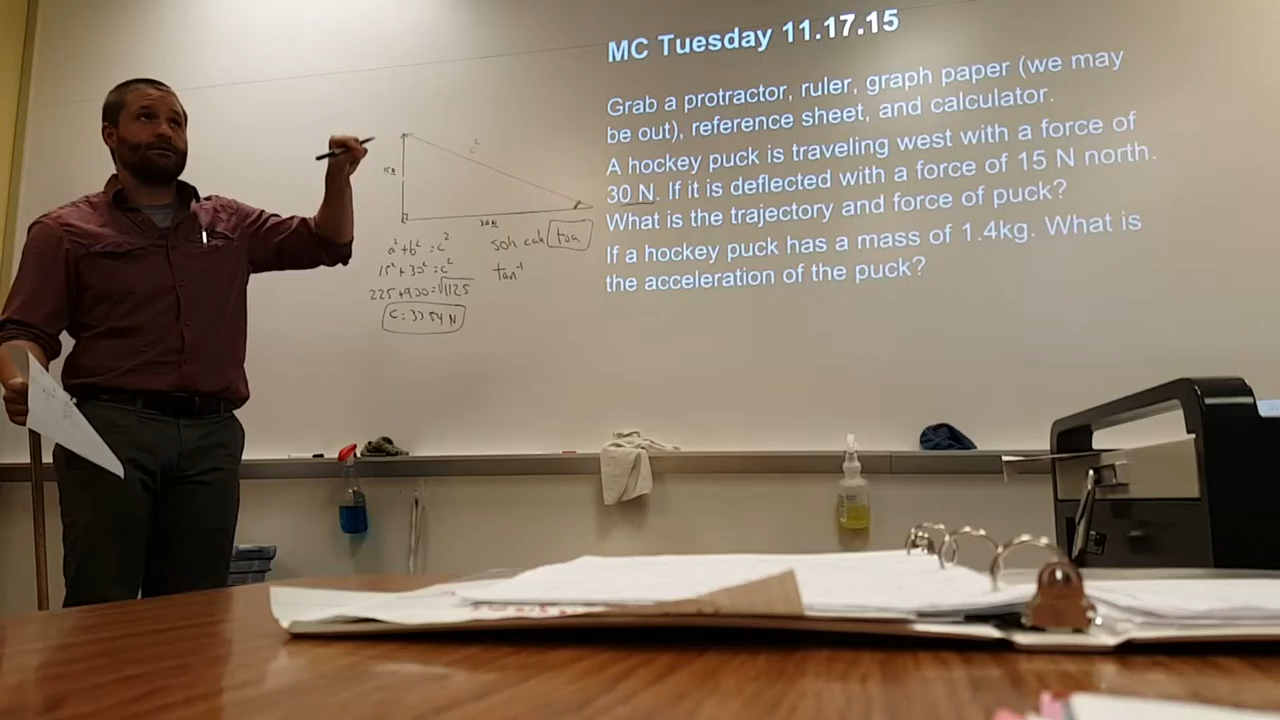 MC Tuesday 11.17.15
Grab a protractor, ruler, graph paper (we may
be out), reference sheet, and calculator.
A hockey puck is traveling west with a force of
30 N. If it is deflected with a force of 15 N north.
What is the trajectory and force of puck?
If a hockey puck has a mass of 1.4kg. What is
the acceleration of the puck?
c²
15N
30N
a²+b²=c²
15²+30²=c²
225+900=√1125
C=33.54 N
soh cah toa
tan⁻¹